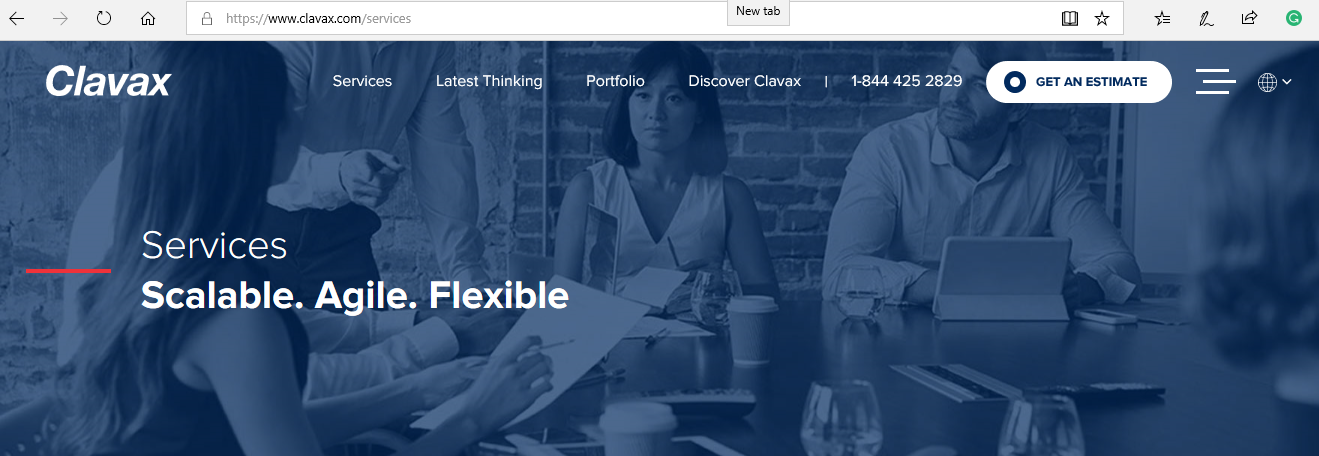 New tab
https://www.clavax.com/services
Clavax
Services
Latest Thinking
Portfolio
Discover Clavax
|
1-844 425 2829
GET AN ESTIMATE
Services
Scalable. Agile. Flexible